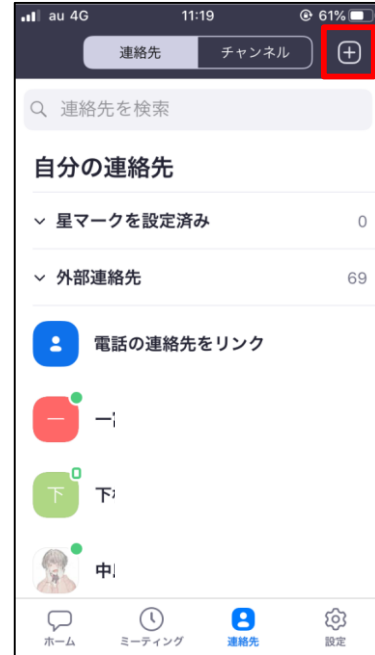 au 4G 11:19 61%
連絡先 チャンネル
連絡先を検索
自分の連絡先
星マークを設定済み 0
外部連絡先 69
電話の連絡先をリンク
一
下 下
中
ホーム ミーティング 連絡先 設定